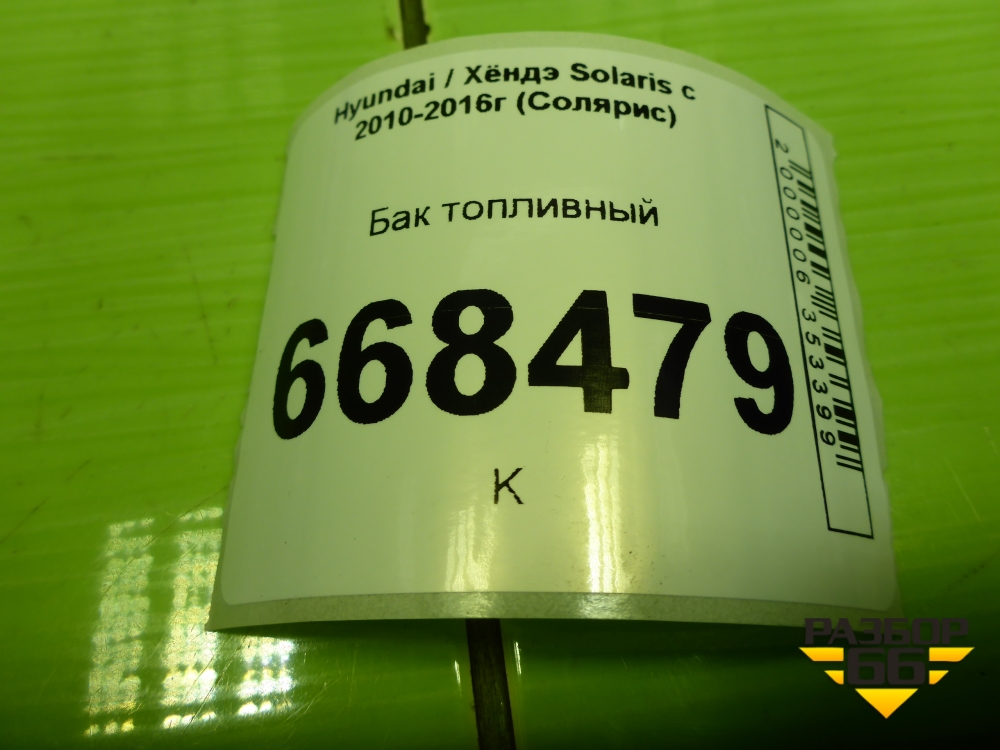 Hyundai / Хёндэ Solaris с
2010-2016г (Солярис)
Бак топливный
668479
К
2000006353399
РАЗБОР
66